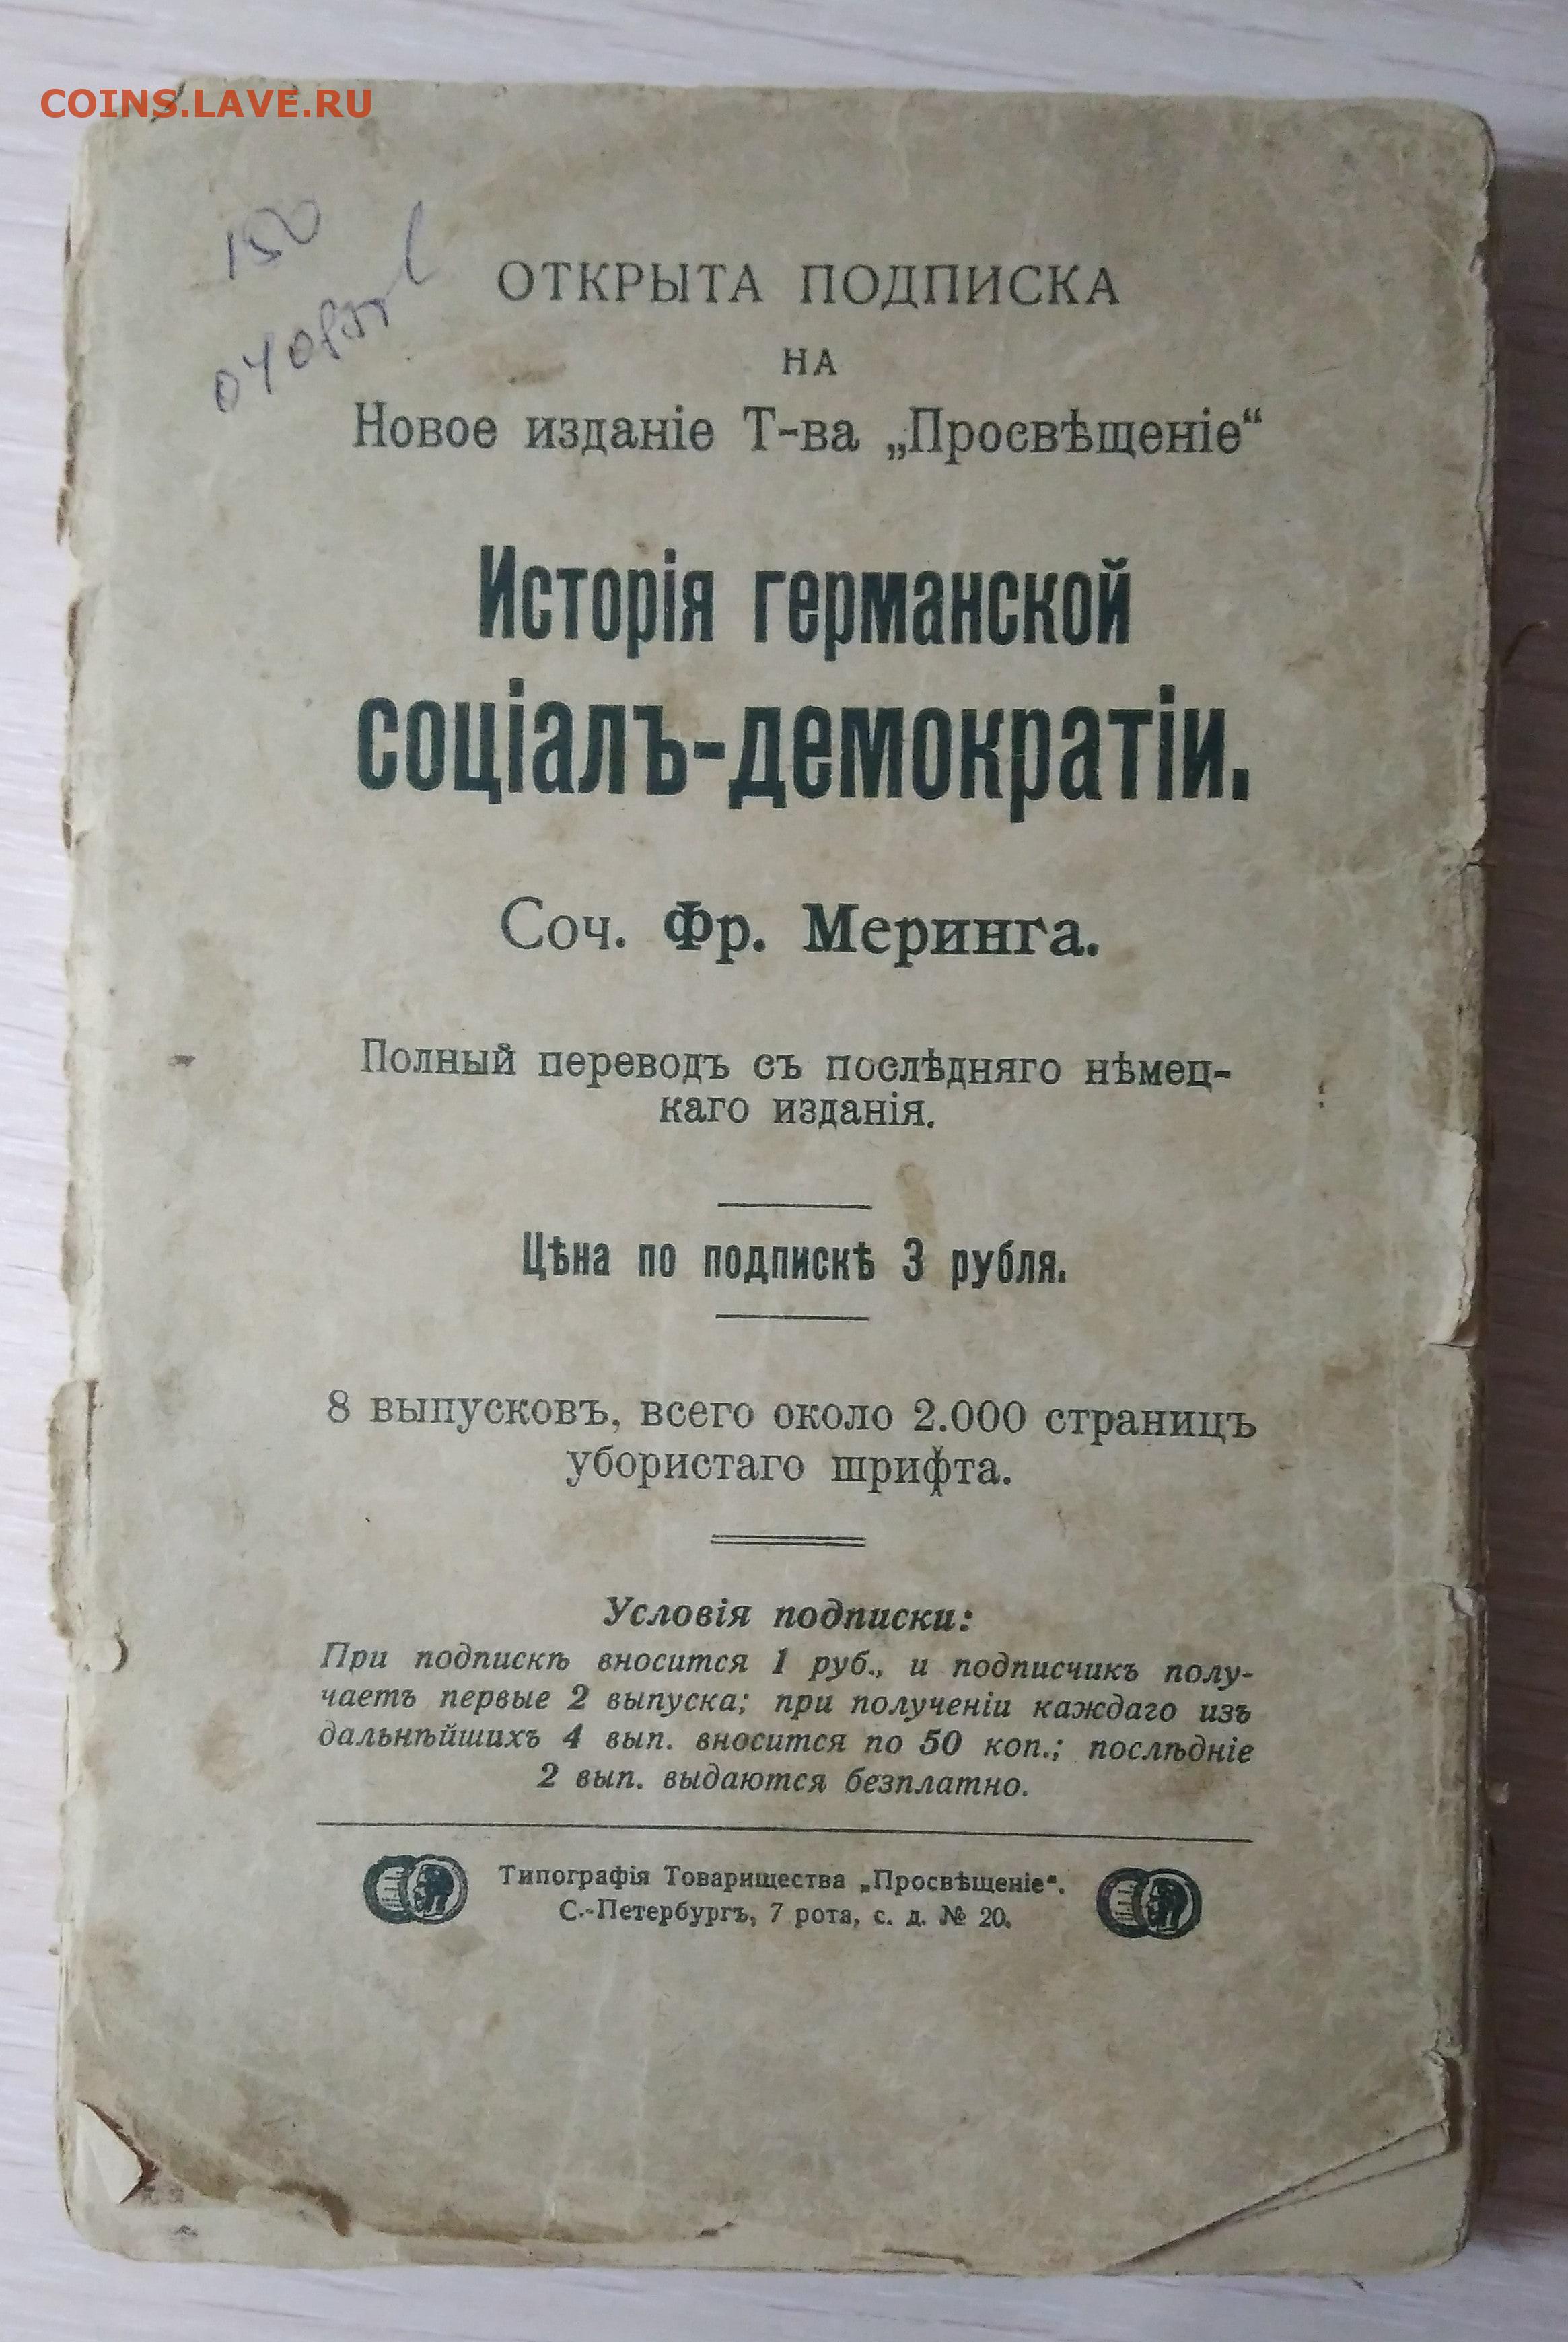 COINS.LAVE.RU
150
ОТКРЫТА ПОДПИСКА
НА
Новое изданіе Т-ва „Просвѣщеніе“
Исторія германской
соціалъ-демократіи.
Соч. Фр. Меринга.
Полный переводъ съ послѣдняго нѣмец-
каго изданія.
Цѣна по подпискѣ 3 рубля.
8 выпусковъ, всего около 2.000 страницъ
убористаго шрифта.
Условія подписки:
При подпискѣ вносится 1 руб., и подписчикъ полу-
чаетъ первые 2 выпуска; при полученіи каждаго изъ
дальнѣйшихъ 4 вып. вносится по 50 коп.; послѣдніе
2 вып. выдаются безплатно.
Типографія Товарищества „Просвѣщеніе“.
С.-Петербургъ, 7 рота, с. д. № 20.